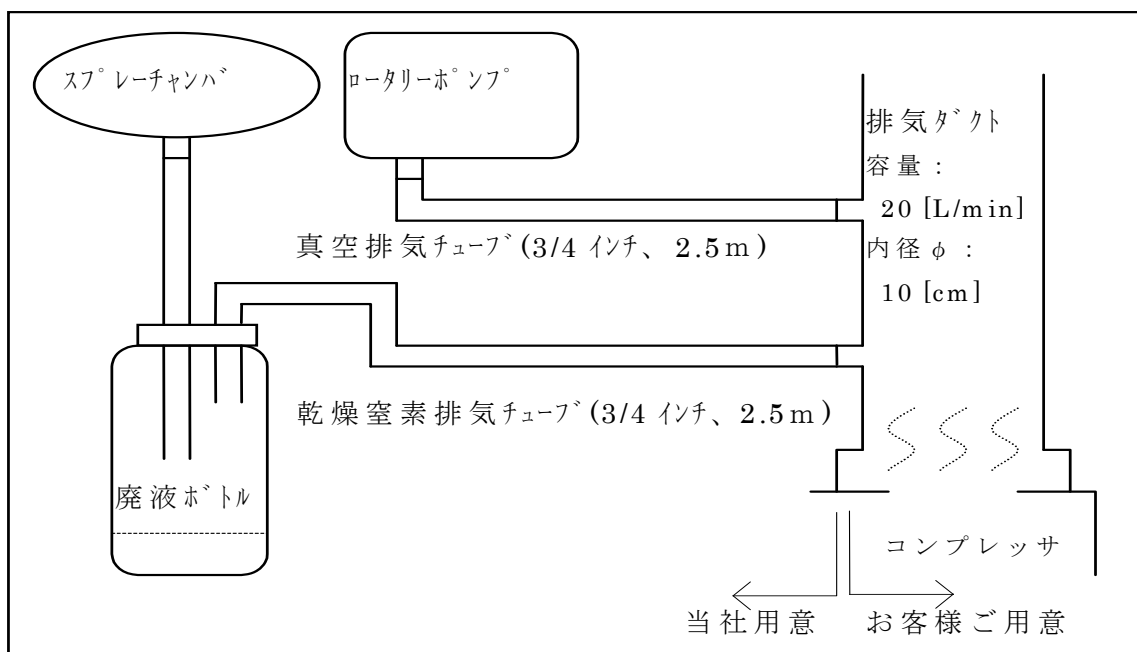 ｽﾌﾟﾚｰﾁｬﾝﾊﾞ
ﾛｰﾀﾘｰﾎﾟﾝﾌﾟ
排気ﾀﾞｸﾄ
容量：
20 [L/min]
内径φ：
10 [cm]
真空排気ﾁｭｰﾌﾞ(3/4 ｲﾝﾁ、2.5m)
乾燥窒素排気ﾁｭｰﾌﾞ(3/4 ｲﾝﾁ、2.5m)
廃液ﾎﾞﾄﾙ
コンプレッサ
当社用意
お客様ご用意